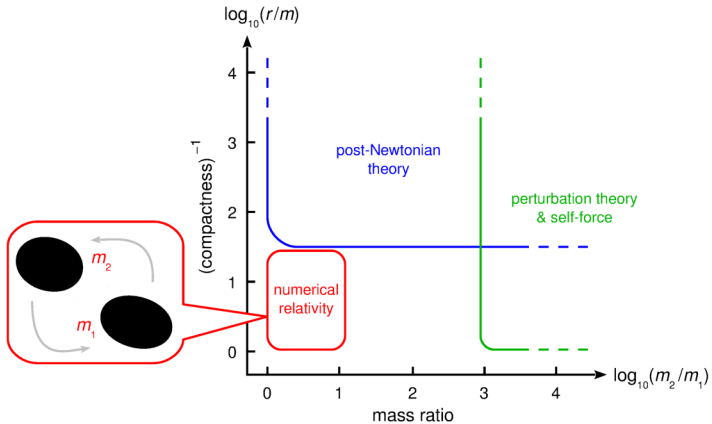 log₁₀(r/m)
4
3
2
1
0
(compactness)⁻¹
post-Newtonian
theory
perturbation theory
& self-force
numerical
relativity
m₂
m₁
0
1
2
3
4
log₁₀(m₂/m₁)
mass ratio